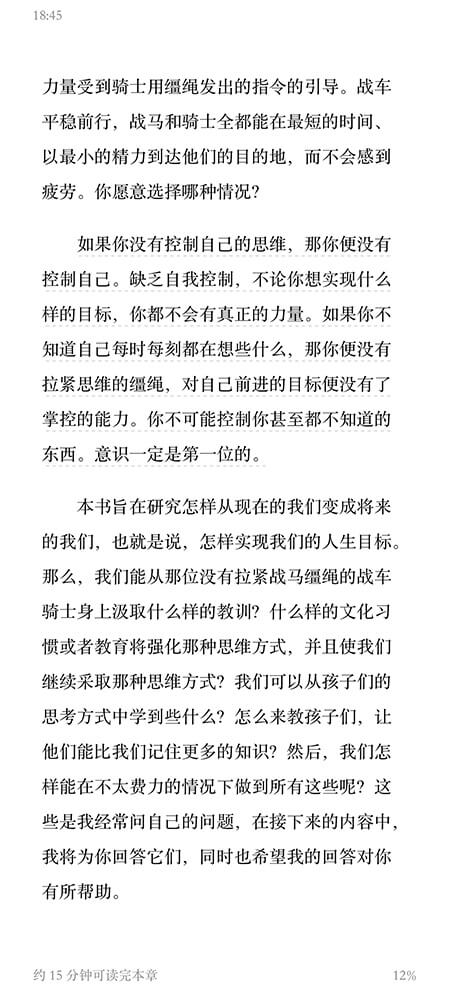 18:45
力量受到骑士用缰绳发出的指令的引导。战车
平稳前行，战马和骑士全都能在最短的时间、
以最小的精力到达他们的目的地，而不会感到
疲劳。你愿意选择哪种情况？
如果你没有控制自己的思维，那你便没有
控制自己。缺乏自我控制，不论你想实现什么
样的目标，你都不会有真正的力量。如果你不
知道自己每时每刻都在想些什么，那你便没有
拉紧思维的缰绳，对自己前进的目标便没有了
掌控的能力。你不可能控制你甚至都不知道的
东西。意识一定是第一位的。
本书旨在研究怎样从现在的我们变成将来
的我们，也就是说，怎样实现我们的人生目标。
那么，我们能从那位没有拉紧战马缰绳的战车
骑士身上汲取什么样的教训？什么样的文化习
惯或者教育将强化那种思维方式，并且使我们
继续采取那种思维方式？我们可以从孩子们的
思考方式中学到些什么？怎么来教孩子们，让
他们能比我们记住更多的知识？然后，我们怎
样能在不太费力的情况下做到所有这些呢？这
些是我经常问自己的问题，在接下来的内容中，
我将为你回答它们，同时也希望我的回答对你
有所帮助。
约 15 分钟可读完本章
12%